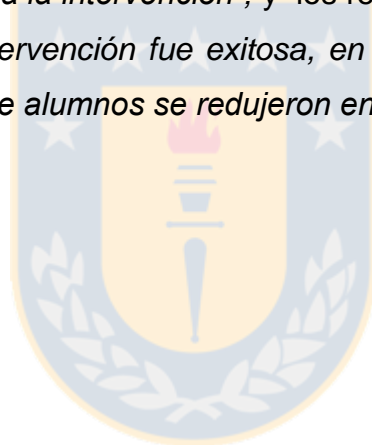 a la intervención", y los re
ervención fue exitosa, en
e alumnos se redujeron en